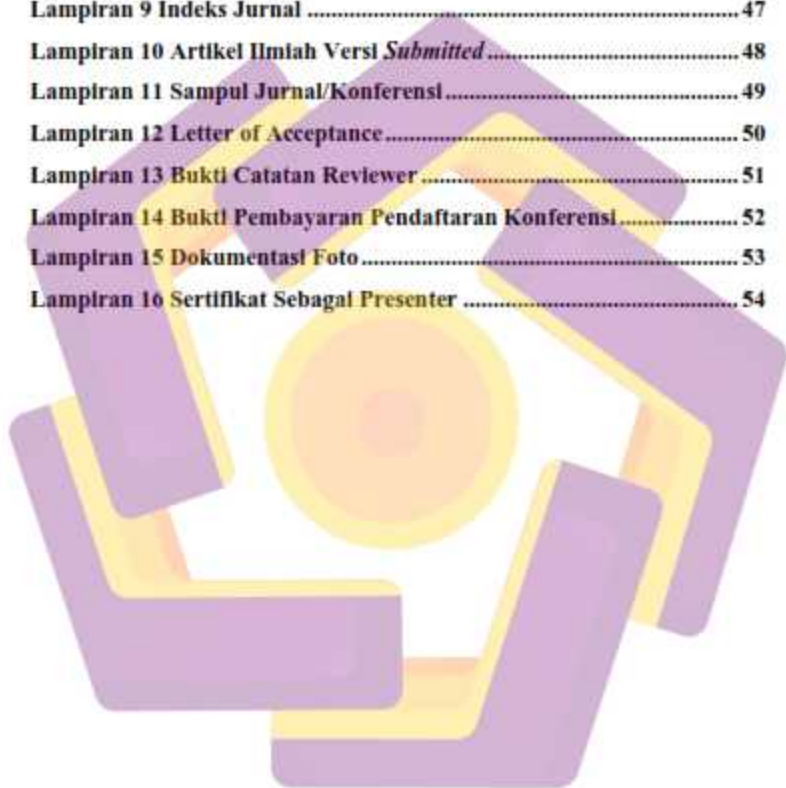 Lampiran 9 Indeks Jurnal ........................................................................ 47
Lampiran 10 Artikel Ilmiah Versi Submitted ............................................ 48
Lampiran 11 Sampul Jurnal/Konferensi .................................................... 49
Lampiran 12 Letter of Acceptance ............................................................. 50
Lampiran 13 Bukti Catatan Reviewer ....................................................... 51
Lampiran 14 Bukti Pembayaran Pendaftaran Konferensi ..................... 52
Lampiran 15 Dokumentasi Foto ................................................................. 53
Lampiran 16 Sertifikat Sebagai Presenter ................................................ 54